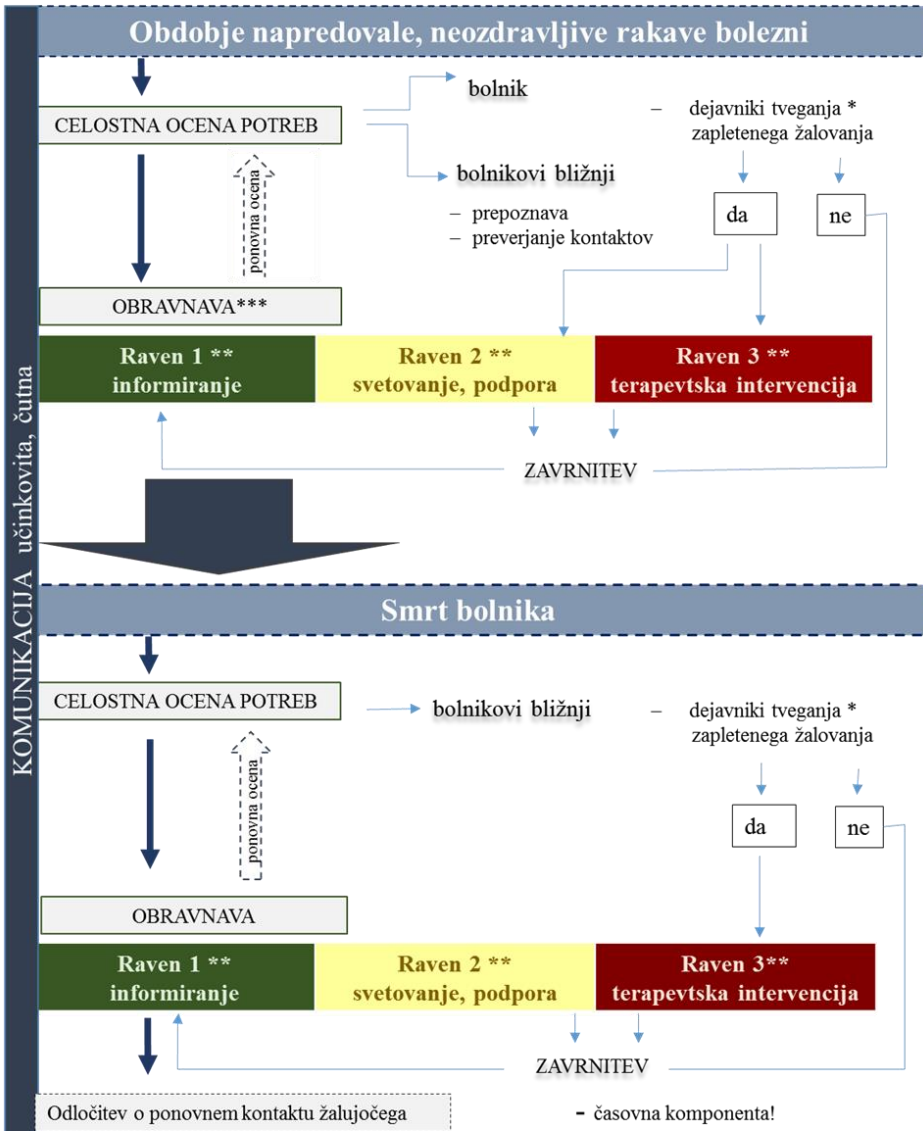 KOMUNIKACIJA učinkovita, čutna
Obdobje napredovale, neozdravljive rakave bolezni
CELOSTNA OCENA POTREB
bolnik
bolnikovi bližnji
– prepoznava
– preverjanje kontaktov
– dejavniki tveganja *
zapletenega žalovanja
da
ne
ponovna ocena
OBRAVNAVA***
Raven 1 **
informiranje
Raven 2 **
svetovanje, podpora
Raven 3 **
terapevtska intervencija
ZAVRNITEV
Smrt bolnika
CELOSTNA OCENA POTREB
bolnikovi bližnji
– dejavniki tveganja *
zapletenega žalovanja
da
ne
ponovna ocena
OBRAVNAVA
Raven 1 **
informiranje
Raven 2 **
svetovanje, podpora
Raven 3**
terapevtska intervencija
ZAVRNITEV
Odločitev o ponovnem kontaktu žalujočega
- časovna komponenta!